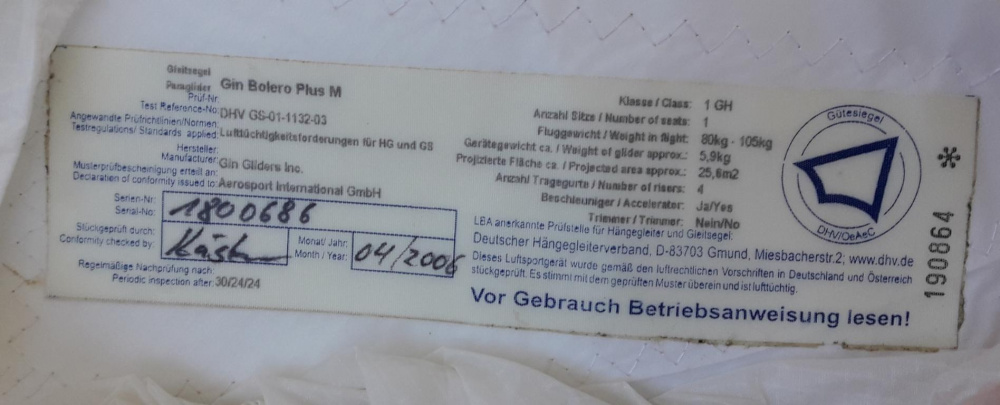 Gleitsegel
Paraglider Gin Bolero Plus M
Prüf-Nr.
Test Reference-No: DHV GS-01-1132-03
Angewandte Prüfrichtlinien/Normen:
Testregulations/ Standards applied: Lufttüchtigkeitsforderungen für HG und GS
Hersteller:
Manufacturer: Gin Gliders Inc.
Musterprüfbescheinigung erteilt an:
Declaration of conformity issued to: Aerosport International GmbH
Serien-Nr:
Serial-No: 1800686
Stückgeprüft durch:
Conformity checked by:
Monat/ Jahr:
Month / Year: 04/2006
Regelmäßige Nachprüfung nach:
Periodic inspection after: 30/24/24
Klasse / Class: 1 GH
Anzahl Sitze / Number of seats: 1
Fluggewicht / Weight in flight: 80kg - 105kg
Gerätegewicht ca. / Weight of glider approx.: 5,9kg
Projizierte Fläche ca. / Projected area approx.: 25,6m2
Anzahl Tragegurte / Number of risers: 4
Beschleuniger / Accelerater: Ja/Yes
Trimmer / Trimmer: Nein/No
LBA anerkannte Prüfstelle für Hängegleiter und Gleitsegel:
Deutscher Hängegleiterverband, D-83703 Gmund, Miesbacherstr.2; www.dhv.de
Dieses Luftsportgerät wurde gemäß den luftrechtlichen Vorschriften in Deutschland und Österreich
stückgeprüft. Es stimmt mit dem geprüften Muster überein und ist lufttüchtig.
Vor Gebrauch Betriebsanweisung lesen!
Gütesiegel
DHV/OeAeC
190864 *